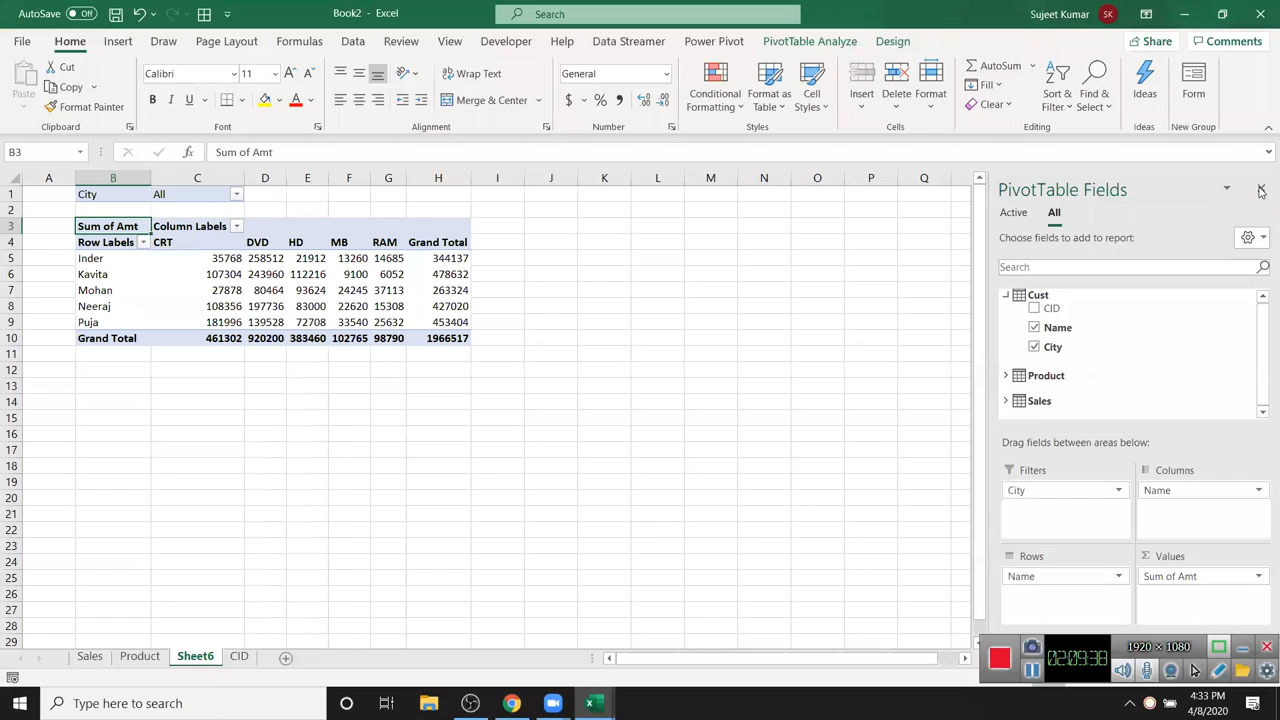 AutoSave Off Book2 - Excel Search Sujeet Kumar SK
File Home Insert Draw Page Layout Formulas Data Review View Developer Help Data Streamer Power Pivot PivotTable Analyze Design Share Comments
Paste Cut Copy Format Painter Clipboard
Calibri 11 B I U Font
Wrap Text Merge & Center Alignment
General $ % Number
Conditional Formatting Format as Table Cell Styles Styles
Insert Delete Format Cells
AutoSum Fill Clear Sort & Filter Find & Select Editing
Ideas Ideas
Form New Group
B3 fx Sum of Amt
A B C D E F G H I J K L M N O P Q
1 City All
2
3 Sum of Amt Column Labels
4 Row Labels CRT DVD HD MB RAM Grand Total
5 Inder 35768 258512 21912 13260 14685 344137
6 Kavita 107304 243960 112216 9100 6052 478632
7 Mohan 27878 80464 93624 24245 37113 263324
8 Neeraj 108356 197736 83000 22620 15308 427020
9 Puja 181996 139528 72708 33540 25632 453404
10 Grand Total 461302 920200 383460 102765 98790 1966517
11
12
13
14
15
16
17
18
19
20
21
22
23
24
25
26
27
28
29
PivotTable Fields
Active All
Choose fields to add to report:
Search
Cust
CID
Name
City
Product
Sales
Drag fields between areas below:
Filters Columns
City Name
Rows Values
Name Sum of Amt
Sales Product Sheet6 CID
1920 × 1080
02:09:38
Type here to search
4:33 PM
4/8/2020